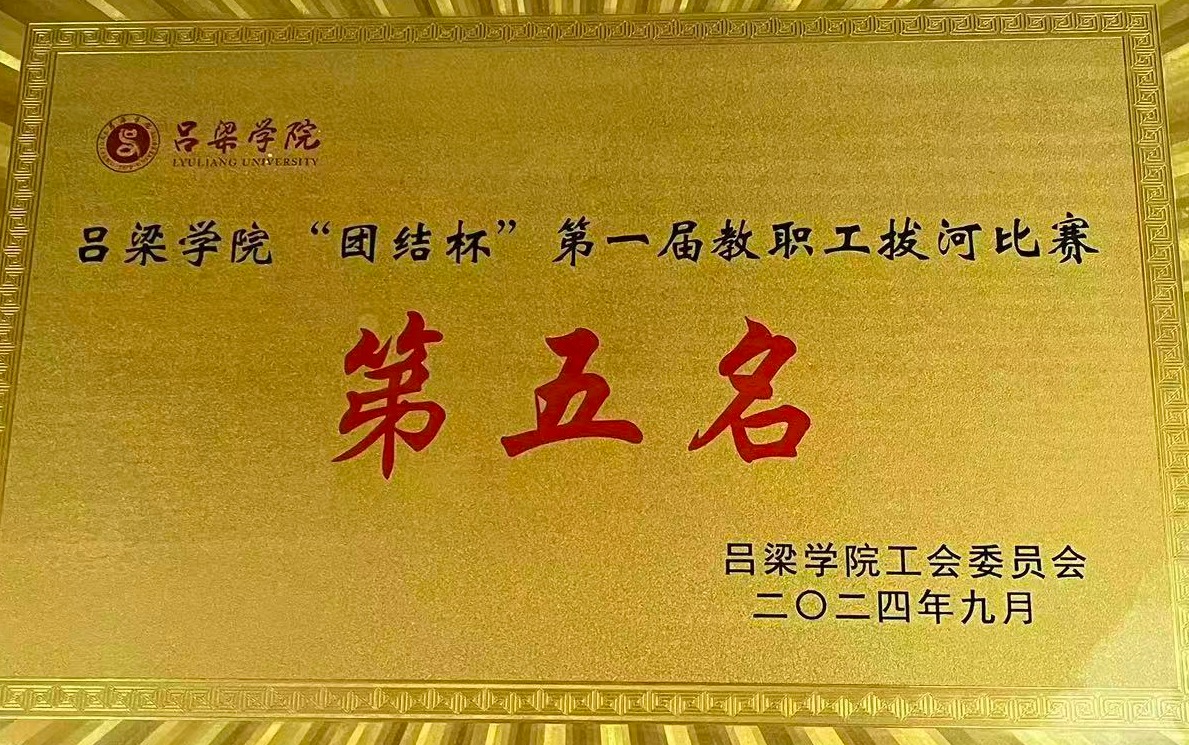 吕梁学院
LYULIANG UNIVERSITY
吕梁学院“团结杯”第一届教职工拔河比赛
第五名
吕梁学院工会委员会
二〇二四年九月